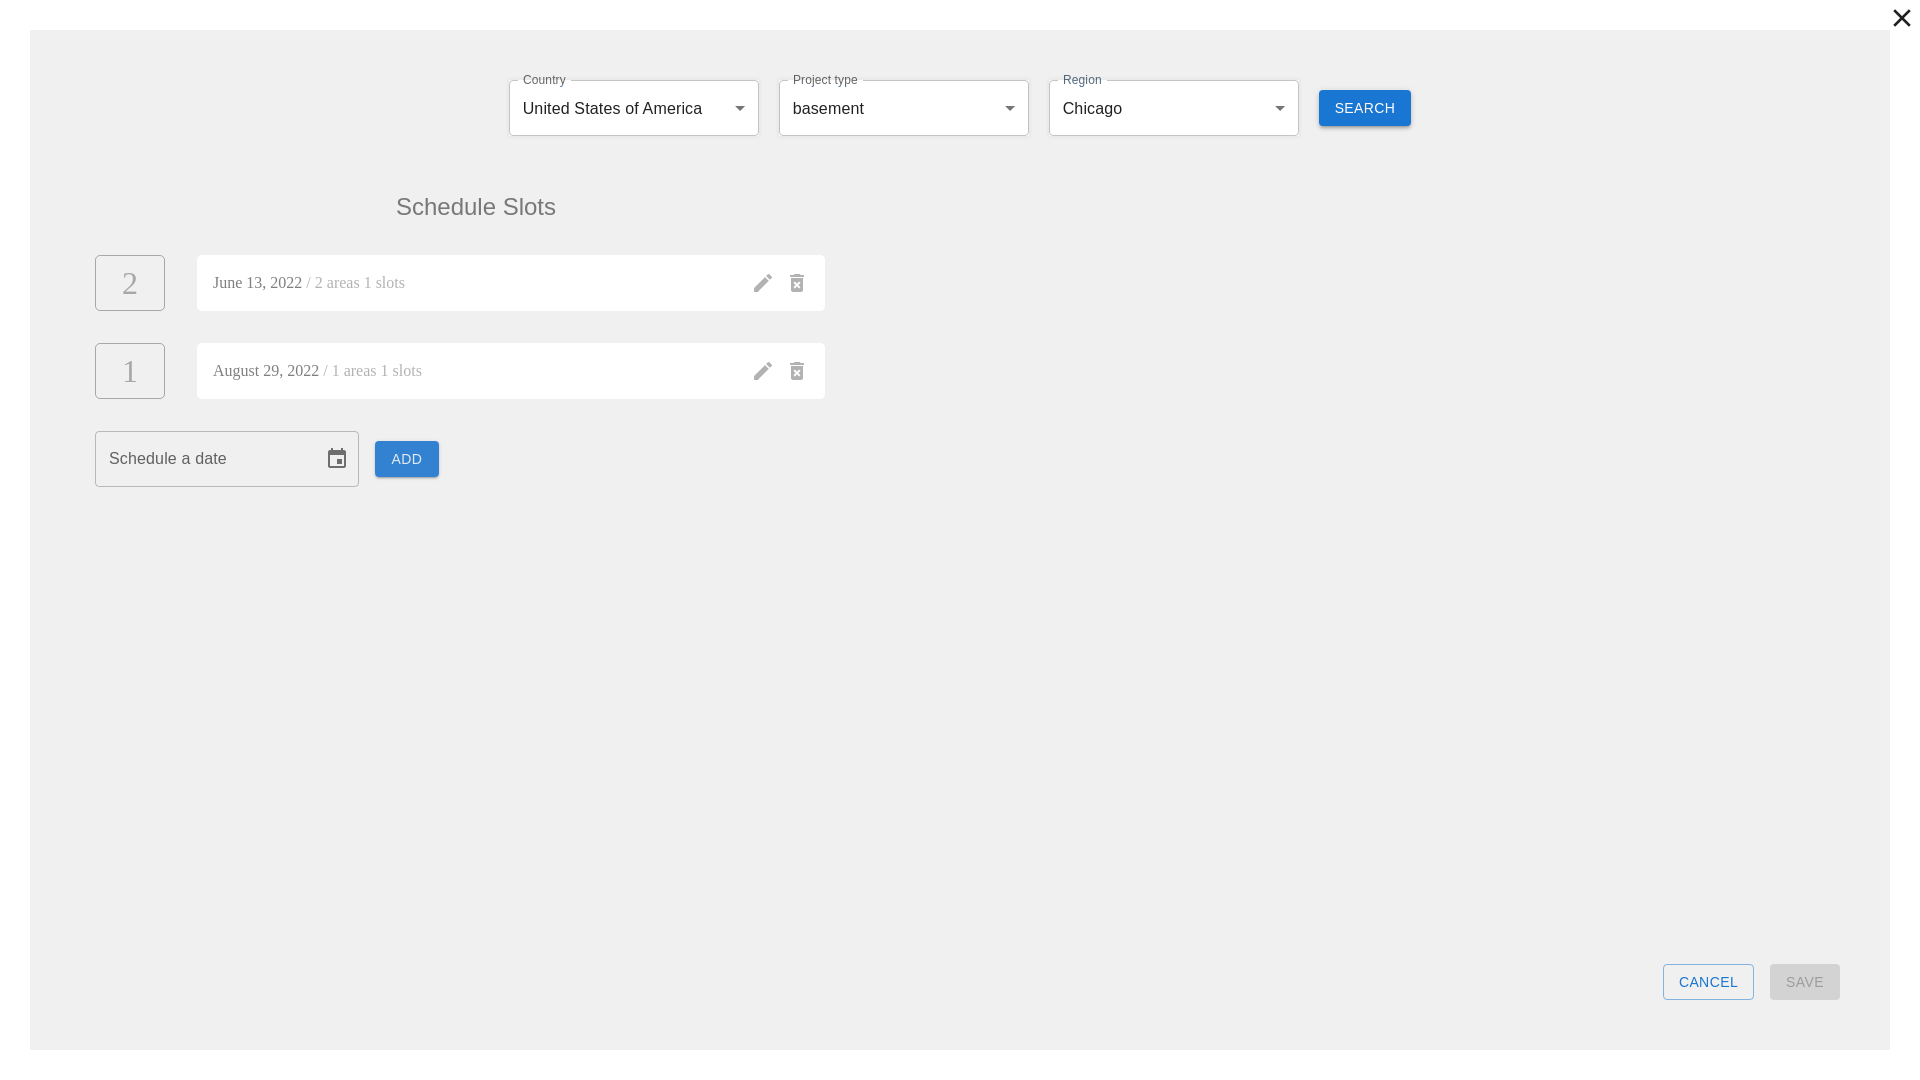 Country
United States of America
Project type
basement
Region
Chicago
SEARCH
Schedule Slots
2
June 13, 2022 / 2 areas 1 slots
1
August 29, 2022 / 1 areas 1 slots
Schedule a date
ADD
CANCEL
SAVE